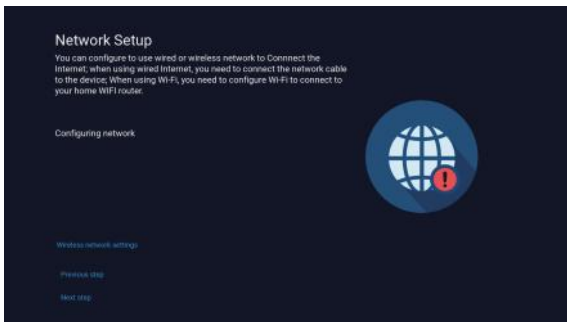 Network Setup
You can configure to use wired or wireless network to Connnect the
Internet; when using wired Internet, you need to connect the network cable
to the device; When using Wi-Fi, you need to configure Wi-Fi to connect to
your home WIFI router.
Configuring network
Wireless network settings
Previous step
Next step